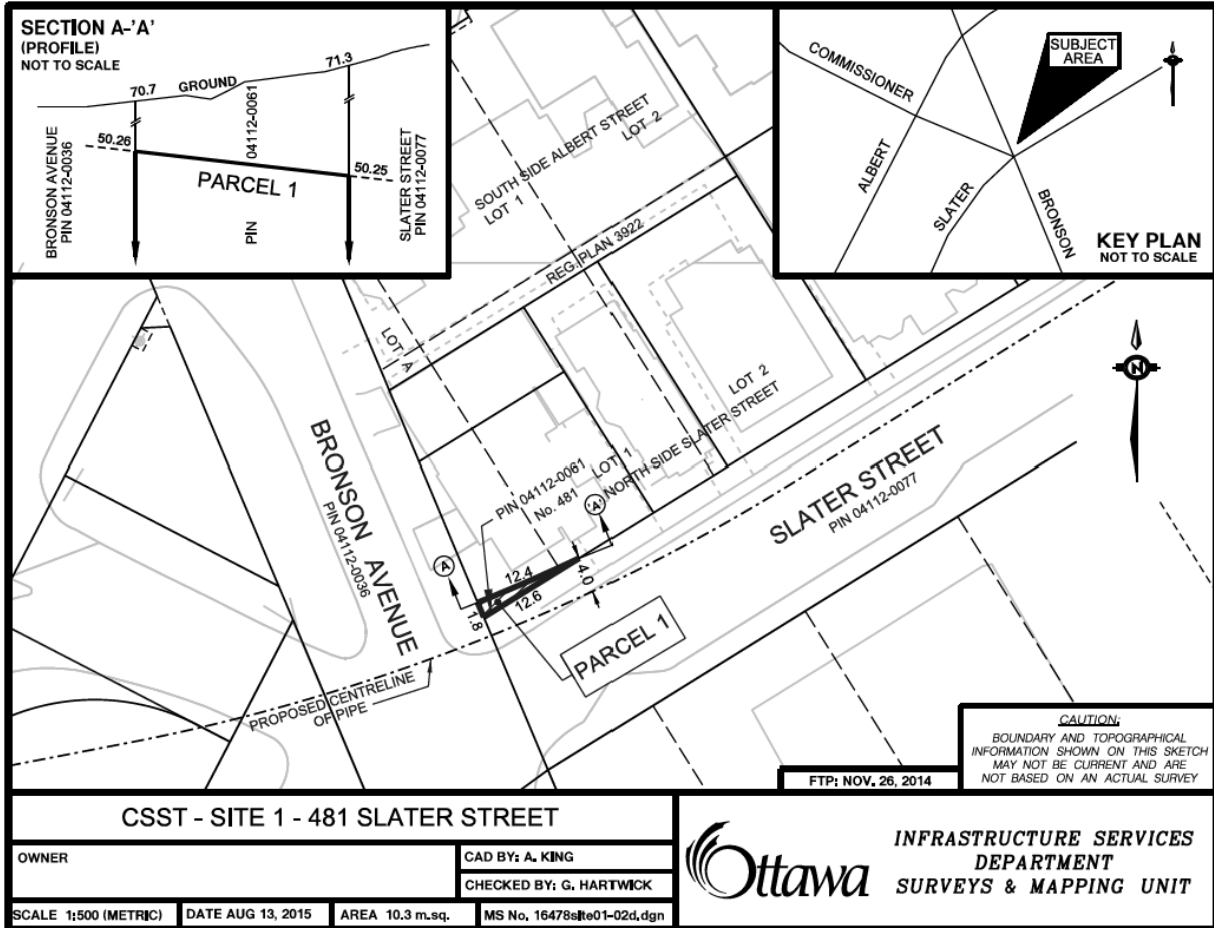 SECTION A-'A'
(PROFILE)
NOT TO SCALE
70.7
GROUND
71.3
50.26
50.25
PARCEL 1
BRONSON AVENUE
PIN 04112-0036
PIN 04112-0061
SLATER STREET
PIN 04112-0077
SUBJECT
AREA
COMMISSIONER
ALBERT
SLATER
BRONSON
KEY PLAN
NOT TO SCALE
SOUTH SIDE ALBERT STREET
LOT 1
LOT 2
REG. PLAN 3922
LOT A
LOT 2
NORTH SIDE SLATER STREET
LOT 1
PIN 04112-0061
No. 481
'A'
A
N
BRONSON AVENUE
PIN 04112-0036
SLATER STREET
PIN 04112-0077
12.4
12.6
4.0
1.8
PARCEL 1
PROPOSED CENTRELINE
OF PIPE
CAUTION:
BOUNDARY AND TOPOGRAPHICAL
INFORMATION SHOWN ON THIS SKETCH
MAY NOT BE CURRENT AND ARE
NOT BASED ON AN ACTUAL SURVEY
FTP: NOV. 26, 2014
CSST - SITE 1 - 481 SLATER STREET
OWNER
CAD BY: A. KING
CHECKED BY: G. HARTWICK
SCALE 1:500 (METRIC)
DATE AUG 13, 2015
AREA 10.3 m.sq.
MS No. 16478site01-02d.dgn
Ottawa
INFRASTRUCTURE SERVICES
DEPARTMENT
SURVEYS & MAPPING UNIT